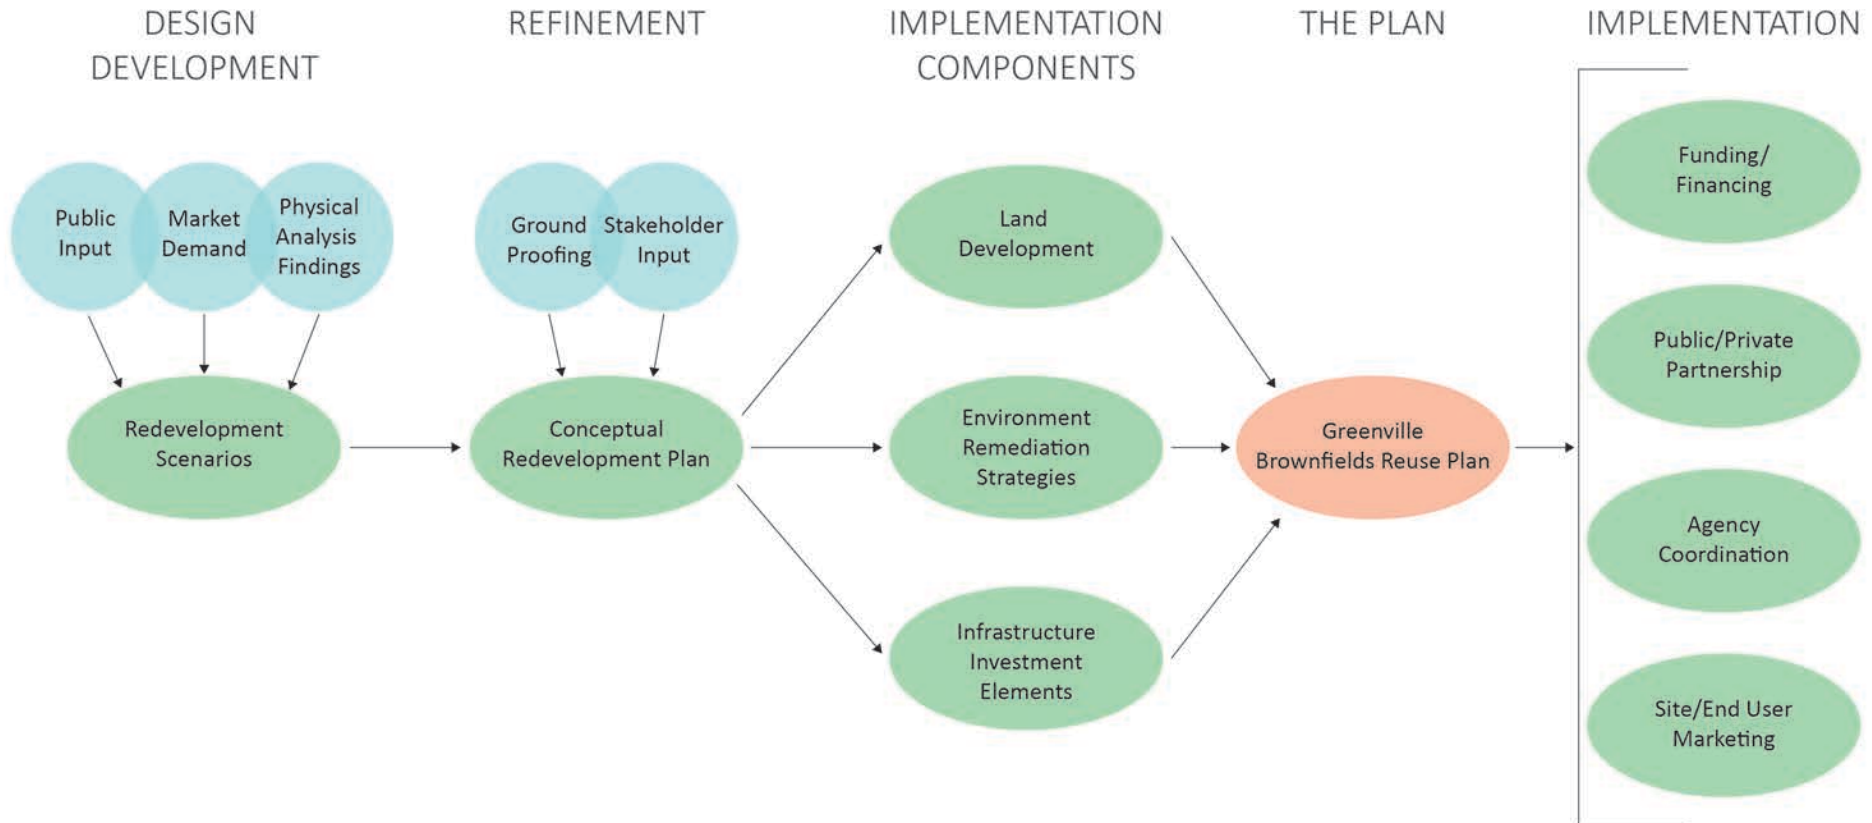 DESIGN
DEVELOPMENT
REFINEMENT
IMPLEMENTATION
COMPONENTS
THE PLAN
IMPLEMENTATION
Public
Input
Market
Demand
Physical
Analysis
Findings
Redevelopment
Scenarios
Ground
Proofing
Stakeholder
Input
Conceptual
Redevelopment Plan
Land
Development
Environment
Remediation
Strategies
Infrastructure
Investment
Elements
Greenville
Brownfields Reuse Plan
Funding/
Financing
Public/Private
Partnership
Agency
Coordination
Site/End User
Marketing